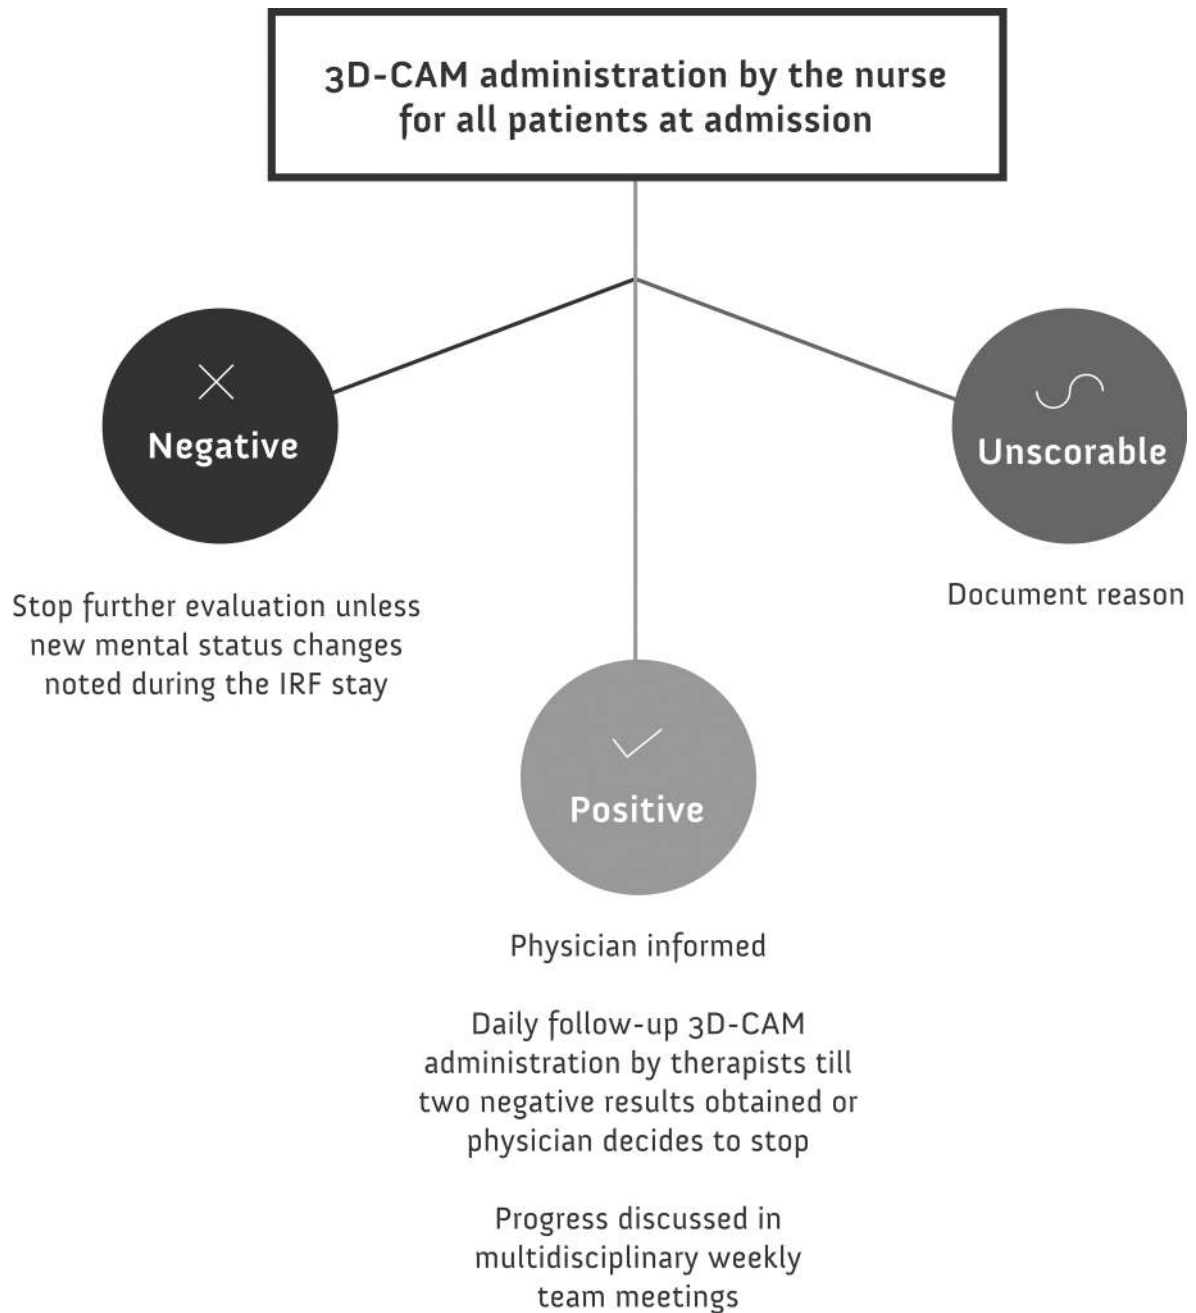 3D-CAM administration by the nurse
for all patients at admission
Negative
Stop further evaluation unless
new mental status changes
noted during the IRF stay
Positive
Physician informed
Daily follow-up 3D-CAM
administration by therapists till
two negative results obtained or
physician decides to stop
Progress discussed in
multidisciplinary weekly
team meetings
Unscorable
Document reason